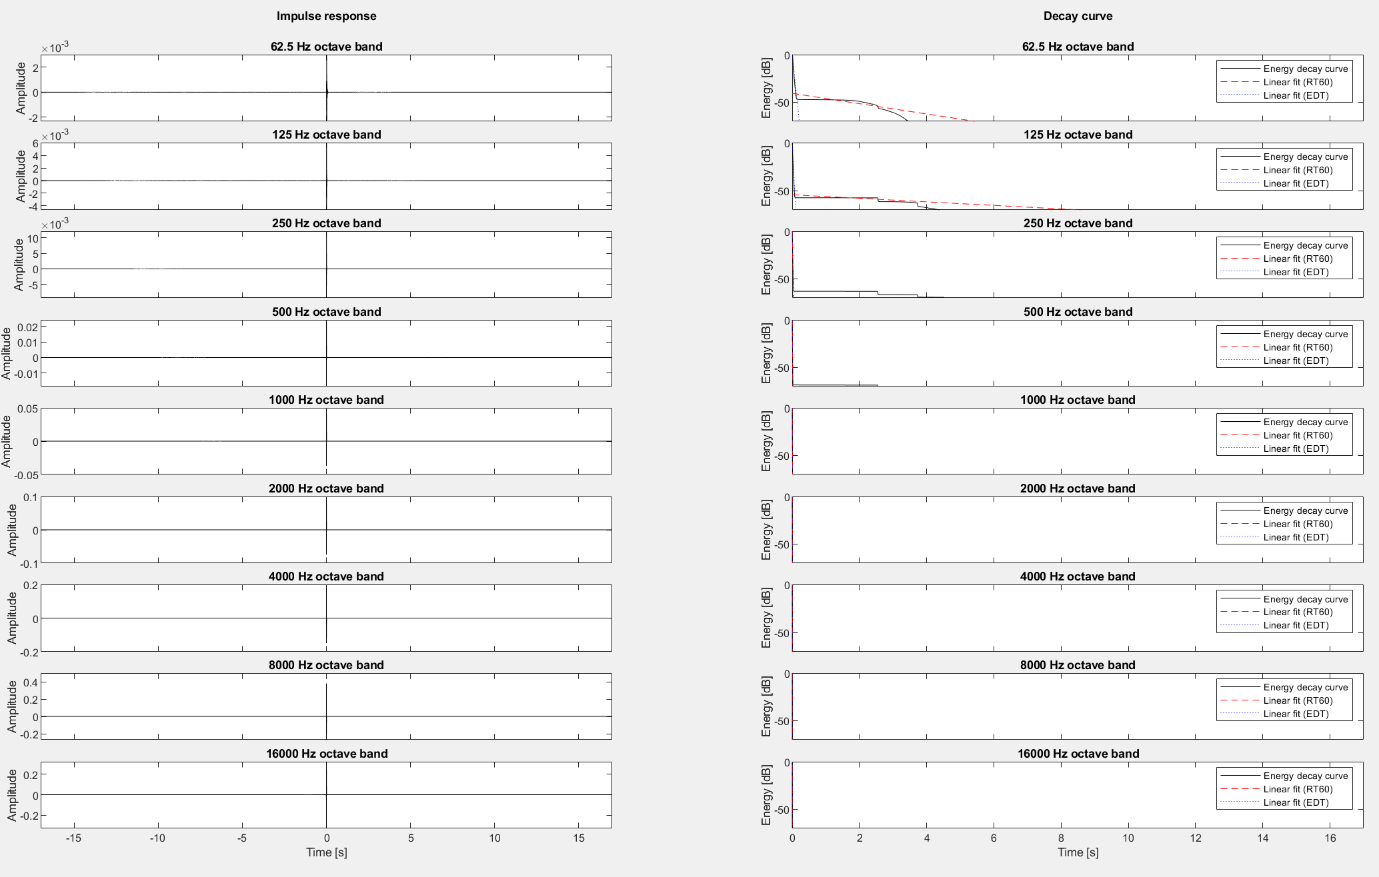 Impulse response
×10⁻³
62.5 Hz octave band
Amplitude
2
0
-2
×10⁻³
125 Hz octave band
Amplitude
6
4
2
0
-2
-4
×10⁻³
250 Hz octave band
Amplitude
10
5
0
-5
500 Hz octave band
Amplitude
0.02
0.01
0
-0.01
1000 Hz octave band
Amplitude
0.05
0
-0.05
2000 Hz octave band
Amplitude
0.1
0
-0.1
4000 Hz octave band
Amplitude
0.2
0
-0.2
8000 Hz octave band
Amplitude
0.4
0.2
0
-0.2
16000 Hz octave band
Amplitude
0.2
0
-0.2
-15 -10 -5 0 5 10 15
Time [s]
Decay curve
62.5 Hz octave band
Energy [dB]
0
-50
Energy decay curve
Linear fit (RT60)
Linear fit (EDT)
125 Hz octave band
Energy [dB]
0
-50
Energy decay curve
Linear fit (RT60)
Linear fit (EDT)
250 Hz octave band
Energy [dB]
0
-50
Energy decay curve
Linear fit (RT60)
Linear fit (EDT)
500 Hz octave band
Energy [dB]
0
-50
Energy decay curve
Linear fit (RT60)
Linear fit (EDT)
1000 Hz octave band
Energy [dB]
0
-50
Energy decay curve
Linear fit (RT60)
Linear fit (EDT)
2000 Hz octave band
Energy [dB]
0
-50
Energy decay curve
Linear fit (RT60)
Linear fit (EDT)
4000 Hz octave band
Energy [dB]
0
-50
Energy decay curve
Linear fit (RT60)
Linear fit (EDT)
8000 Hz octave band
Energy [dB]
0
-50
Energy decay curve
Linear fit (RT60)
Linear fit (EDT)
16000 Hz octave band
Energy [dB]
0
-50
Energy decay curve
Linear fit (RT60)
Linear fit (EDT)
0 2 4 6 8 10 12 14 16
Time [s]